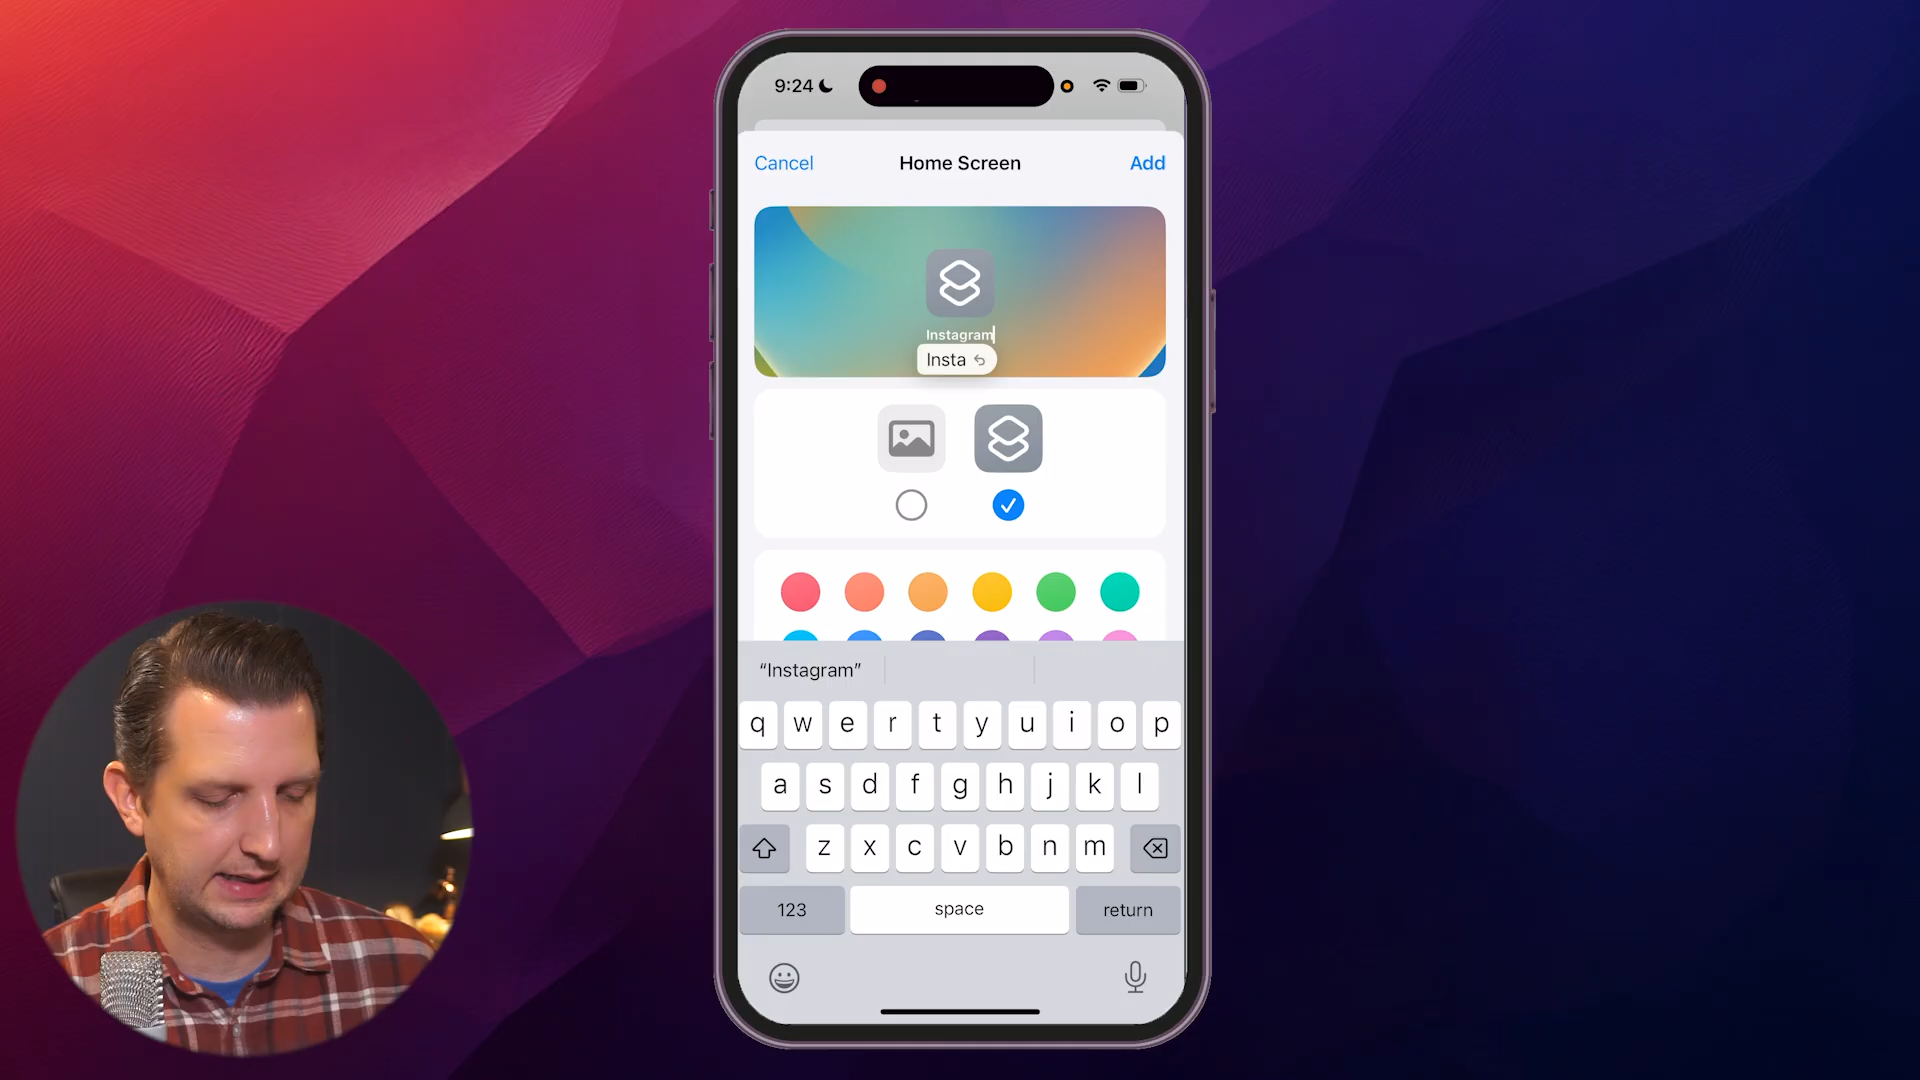 9:24
Cancel
Home Screen
Add
Instagram
Insta
“Instagram”
q w e r t y u i o p
a s d f g h j k l
z x c v b n m
123
space
return